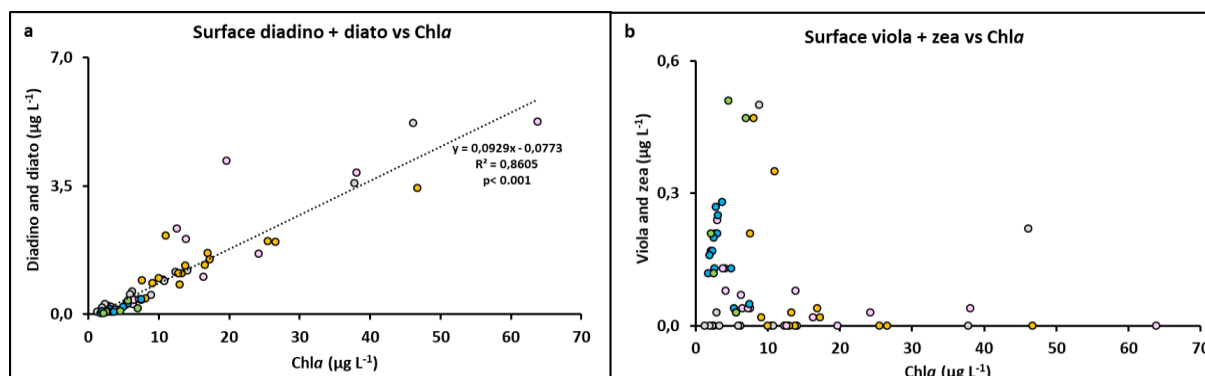 a
Surface diadino + diato vs Chla
7,0
3,5
0,0
Diadino and diato (µg L-1)
y = 0,0929x - 0,0773
R² = 0,8605
p< 0.001
0 10 20 30 40 50 60 70
Chla (µg L-1)
b
Surface viola + zea vs Chla
0,6
0,3
0,0
Viola and zea (µg L-1)
0 10 20 30 40 50 60 70
Chla (µg L-1)